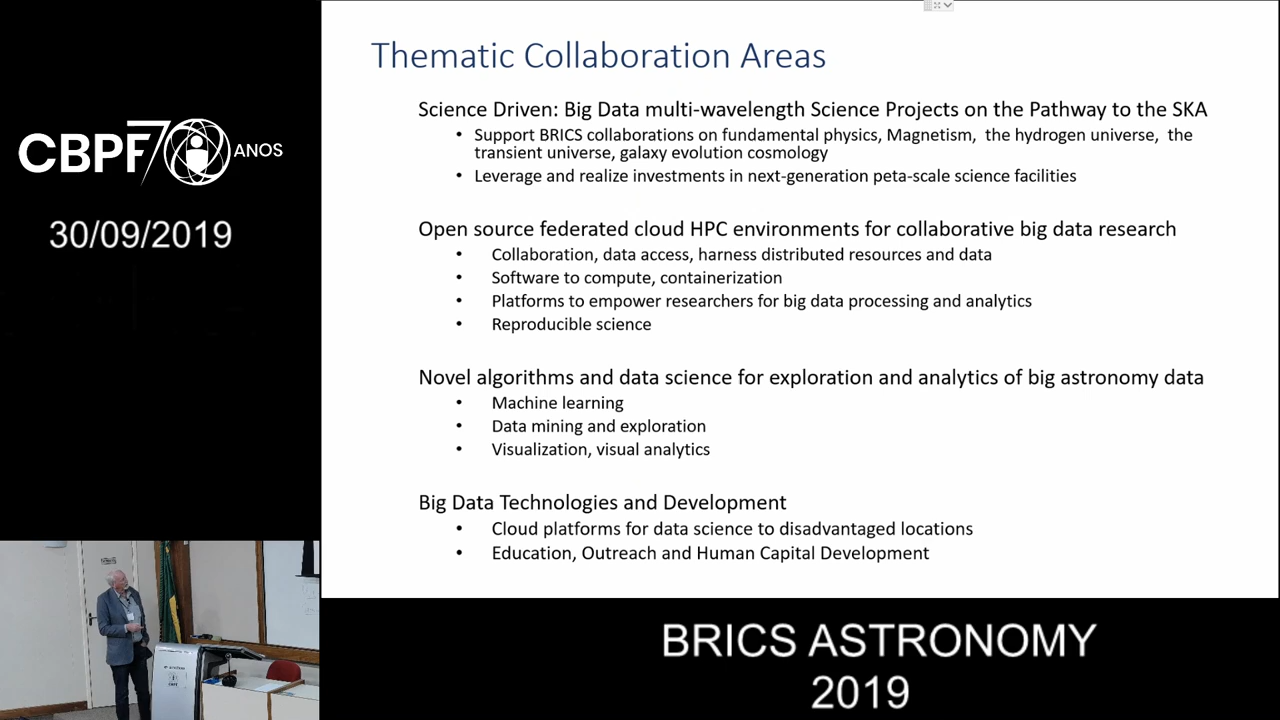 Thematic Collaboration Areas
Science Driven: Big Data multi-wavelength Science Projects on the Pathway to the SKA
• Support BRICS collaborations on fundamental physics, Magnetism, the hydrogen universe, the
transient universe, galaxy evolution cosmology
• Leverage and realize investments in next-generation peta-scale science facilities
Open source federated cloud HPC environments for collaborative big data research
• Collaboration, data access, harness distributed resources and data
• Software to compute, containerization
• Platforms to empower researchers for big data processing and analytics
• Reproducible science
Novel algorithms and data science for exploration and analytics of big astronomy data
• Machine learning
• Data mining and exploration
• Visualization, visual analytics
Big Data Technologies and Development
• Cloud platforms for data science to disadvantaged locations
• Education, Outreach and Human Capital Development
CBPF 70 ANOS
30/09/2019
BRICS ASTRONOMY
2019